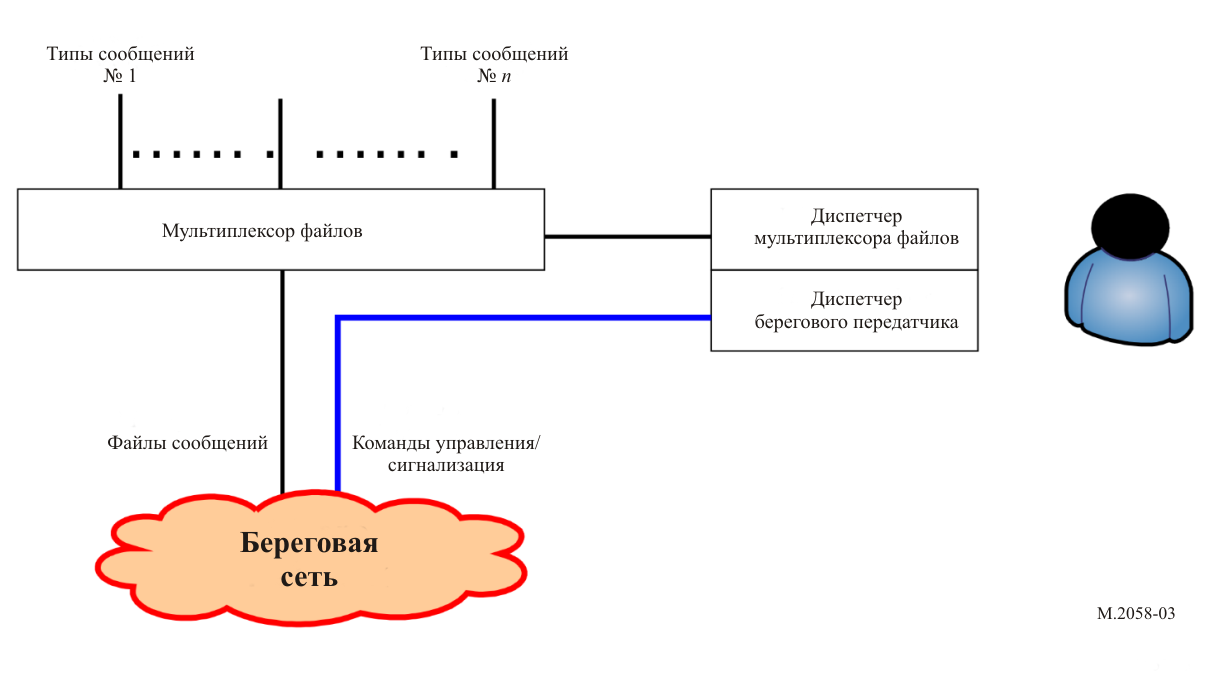 Типы сообщений
№ 1
Типы сообщений
№ n
Мультиплексор файлов
Диспетчер
мультиплексора файлов
Диспетчер
берегового передатчика
Файлы сообщений
Команды управления/
сигнализация
Береговая
сеть
M.2058-03